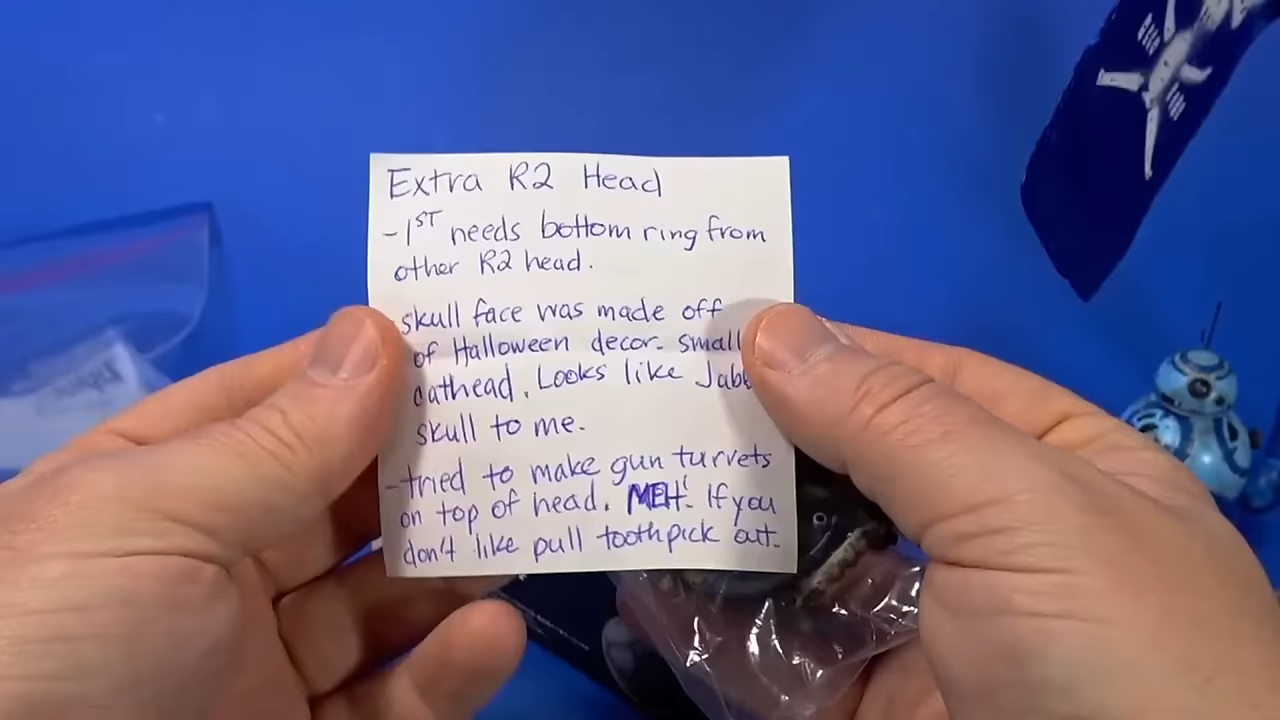 Extra R2 Head
-1ST needs bottom ring from
other R2 head.
skull face was made off
of Halloween decor. small
cathead. Looks like
skull to me.
-tried to make gun turrets
on top of head. MEH! If you
don't like pull toothpick out.